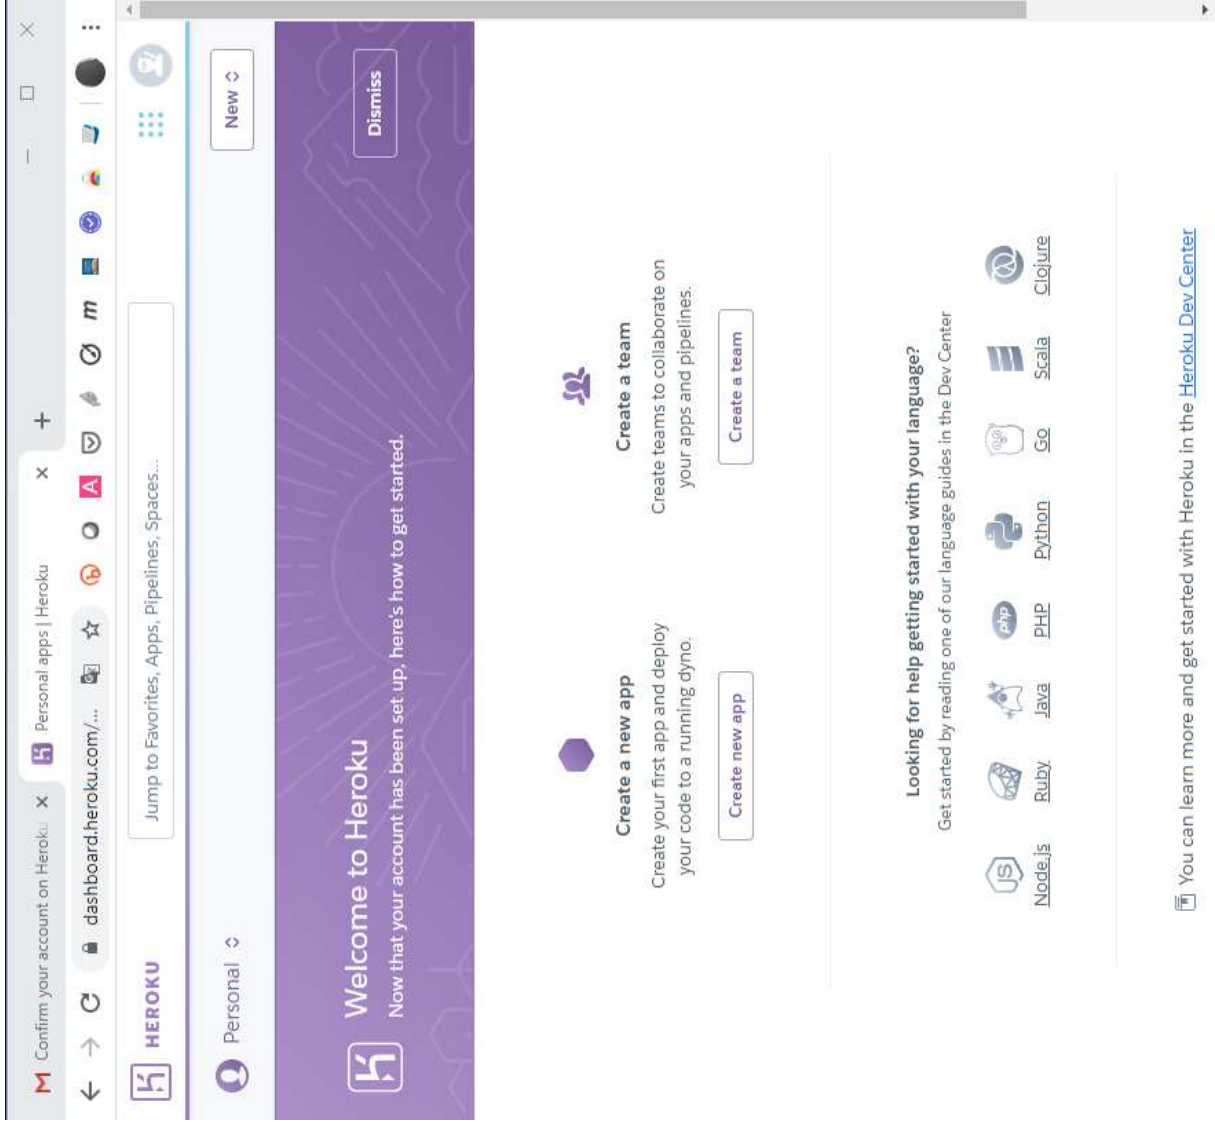 Confirm your account on Heroku
Personal apps | Heroku
dashboard.heroku.com/...
HEROKU
Jump to Favorites, Apps, Pipelines, Spaces...
Personal
New
Welcome to Heroku
Now that your account has been set up, here's how to get started.
Dismiss
Create a new app
Create your first app and deploy
your code to a running dyno.
Create new app
Create a team
Create teams to collaborate on
your apps and pipelines.
Create a team
Looking for help getting started with your language?
Get started by reading one of our language guides in the Dev Center
Node.js
Ruby
Java
php
PHP
Python
Go
Scala
Clojure
You can learn more and get started with Heroku in the Heroku Dev Center